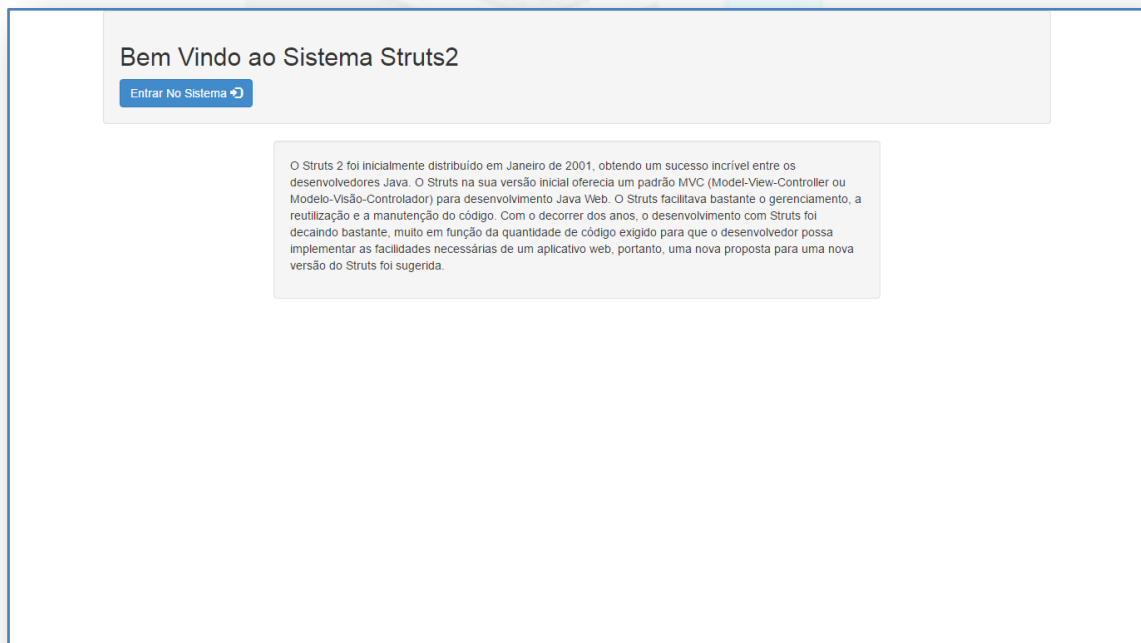 Bem Vindo ao Sistema Struts2
Entrar No Sistema
O Struts 2 foi inicialmente distribuído em Janeiro de 2001, obtendo um sucesso incrível entre os
desenvolvedores Java. O Struts na sua versão inicial oferecia um padrão MVC (Model-View-Controller ou
Modelo-Visão-Controlador) para desenvolvimento Java Web. O Struts facilitava bastante o gerenciamento, a
reutilização e a manutenção do código. Com o decorrer dos anos, o desenvolvimento com Struts foi
decaindo bastante, muito em função da quantidade de código exigido para que o desenvolvedor possa
implementar as facilidades necessárias de um aplicativo web, portanto, uma nova proposta para uma nova
versão do Struts foi sugerida.